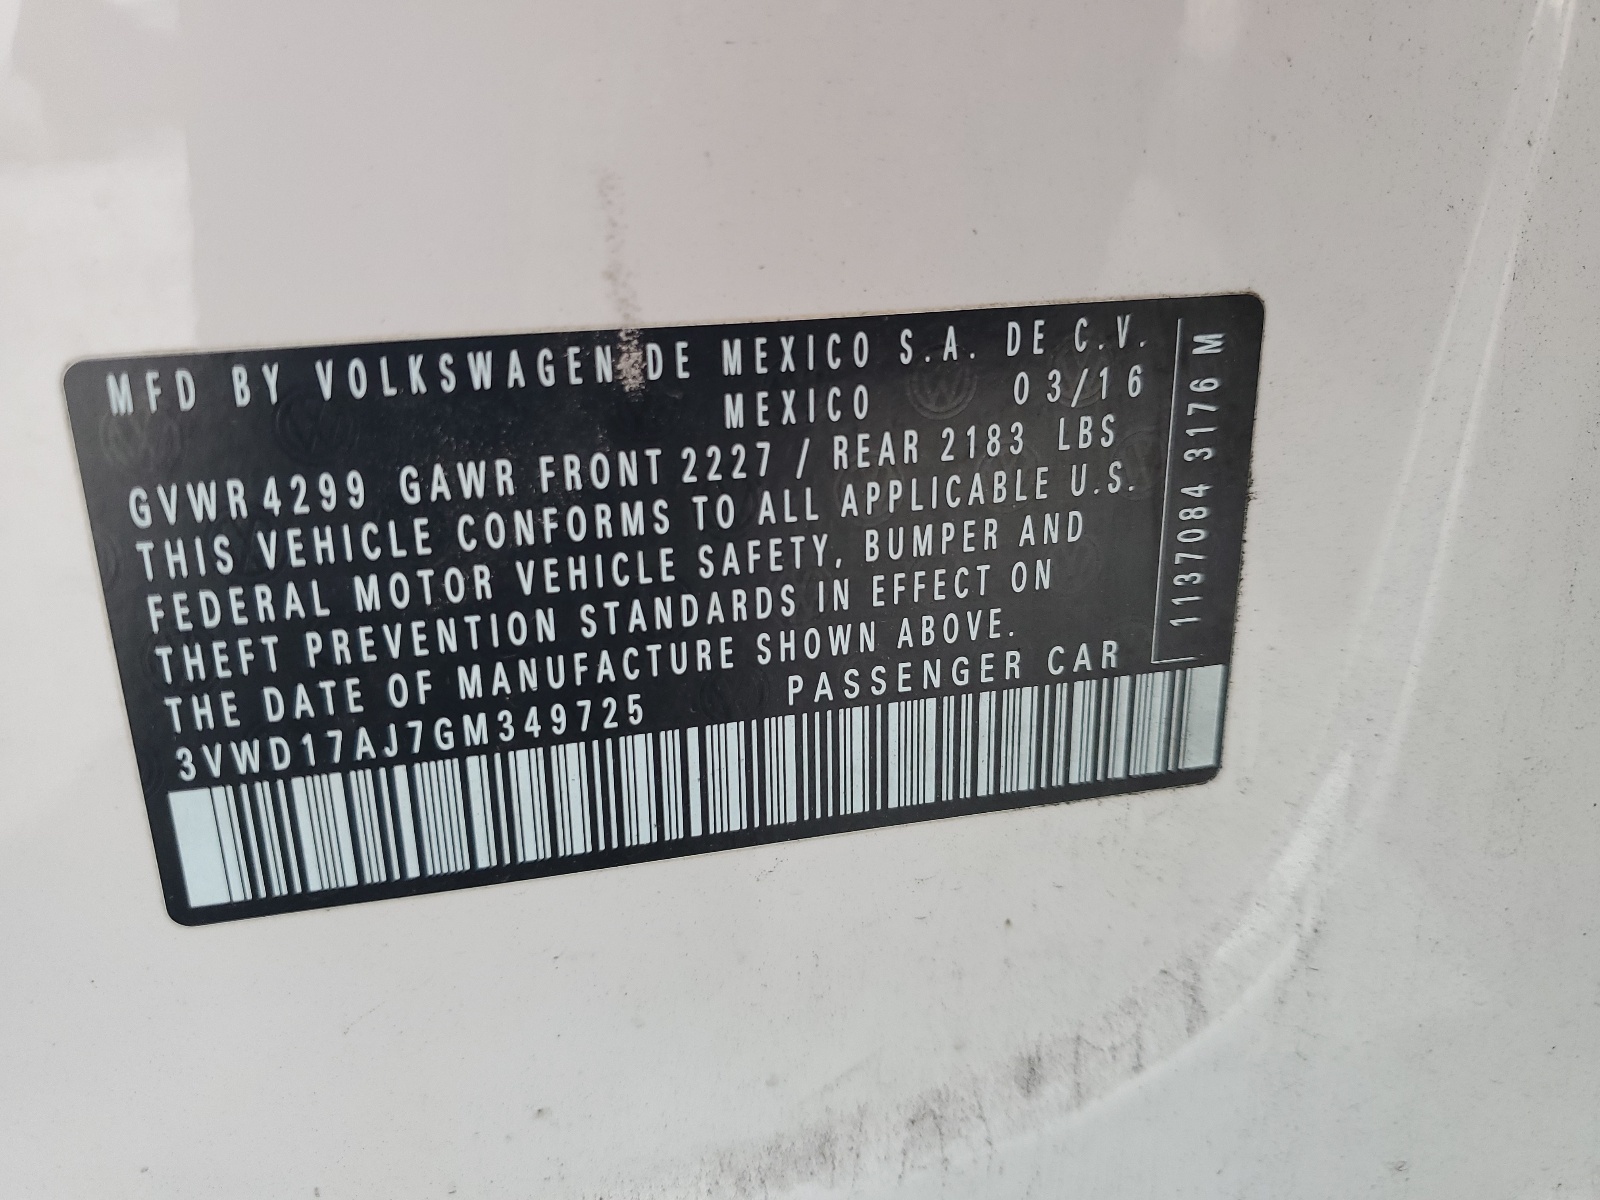 MFD BY VOLKSWAGEN DE MEXICO S.A. DE C.V.
MEXICO 03/16
GVWR 4299 GAWR FRONT 2227 / REAR 2183 LBS
THIS VEHICLE CONFORMS TO ALL APPLICABLE U.S.
FEDERAL MOTOR VEHICLE SAFETY, BUMPER AND
THEFT PREVENTION STANDARDS IN EFFECT ON
THE DATE OF MANUFACTURE SHOWN ABOVE.
3VWD17AJ7GM349725 PASSENGER CAR
1137084 3176 M